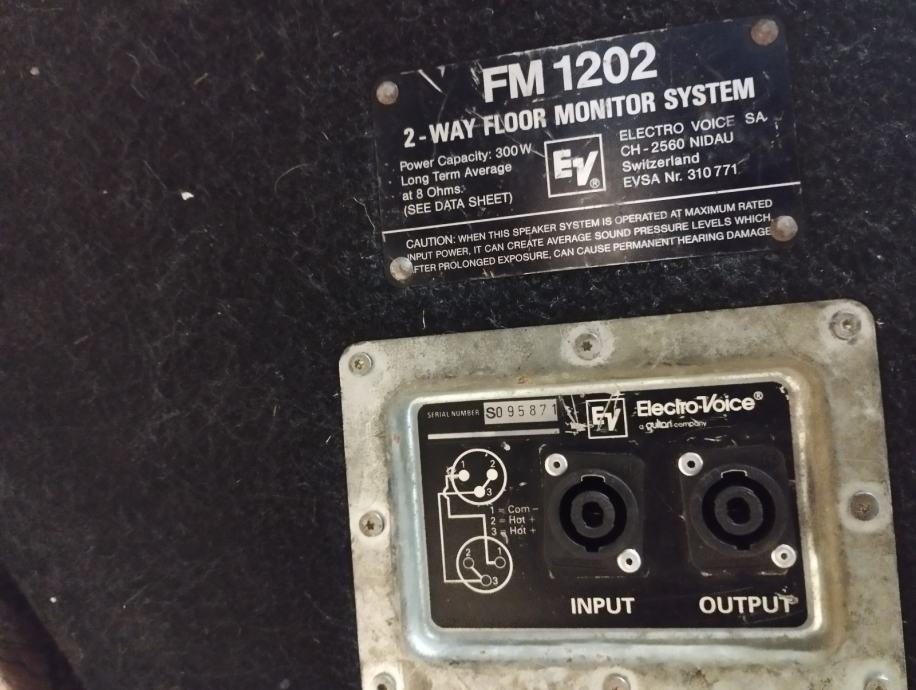 FM 1202
2-WAY FLOOR MONITOR SYSTEM
Power Capacity: 300 W
Long Term Average
at 8 Ohms.
(SEE DATA SHEET)
EV®
ELECTRO VOICE SA.
CH-2560 NIDAU
Switzerland
EVSA Nr. 310 771
CAUTION: WHEN THIS SPEAKER SYSTEM IS OPERATED AT MAXIMUM RATED
INPUT POWER, IT CAN CREATE AVERAGE SOUND PRESSURE LEVELS WHICH,
AFTER PROLONGED EXPOSURE, CAN CAUSE PERMANENT HEARING DAMAGE
SERIAL NUMBER S095871
EV Electro-Voice®
a gulton company
1 2
3
1 = Com -
2 = Hot +
3 = Hot +
2 1
3
INPUT OUTPUT